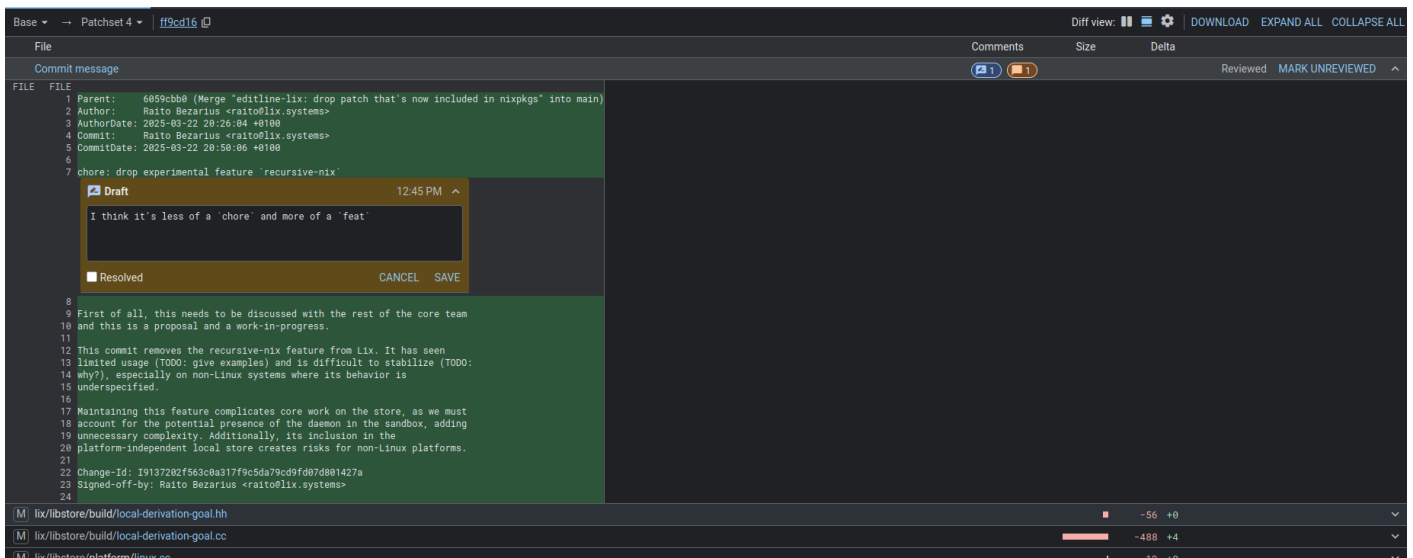 Base → Patchset 4 ff9cd16 Diff view: DOWNLOAD EXPAND ALL COLLAPSE ALL
File Comments Size Delta
Commit message 1 1 Reviewed MARK UNREVIEWED
FILE FILE
1 Parent: 6059cbb0 (Merge "editline-lix: drop patch that's now included in nixpkgs" into main)
2 Author: Raito Bezarius <raito@lix.systems>
3 AuthorDate: 2025-03-22 20:26:04 +0100
4 Commit: Raito Bezarius <raito@lix.systems>
5 CommitDate: 2025-03-22 20:50:06 +0100
6
7 chore: drop experimental feature `recursive-nix`
Draft 12:45 PM
I think it's less of a `chore` and more of a `feat`
Resolved CANCEL SAVE
8
9 First of all, this needs to be discussed with the rest of the core team
10 and this is a proposal and a work-in-progress.
11
12 This commit removes the recursive-nix feature from Lix. It has seen
13 limited usage (TODO: give examples) and is difficult to stabilize (TODO:
14 why?), especially on non-Linux systems where its behavior is
15 underspecified.
16
17 Maintaining this feature complicates core work on the store, as we must
18 account for the potential presence of the daemon in the sandbox, adding
19 unnecessary complexity. Additionally, its inclusion in the
20 platform-independent local store creates risks for non-Linux platforms.
21
22 Change-Id: I9137202f563c0a317f9c5da79cd9fd07d801427a
23 Signed-off-by: Raito Bezarius <raito@lix.systems>
24
M lix/libstore/build/local-derivation-goal.hh -56 +0
M lix/libstore/build/local-derivation-goal.cc -488 +4
M lix/libstore/platform/linux.cc